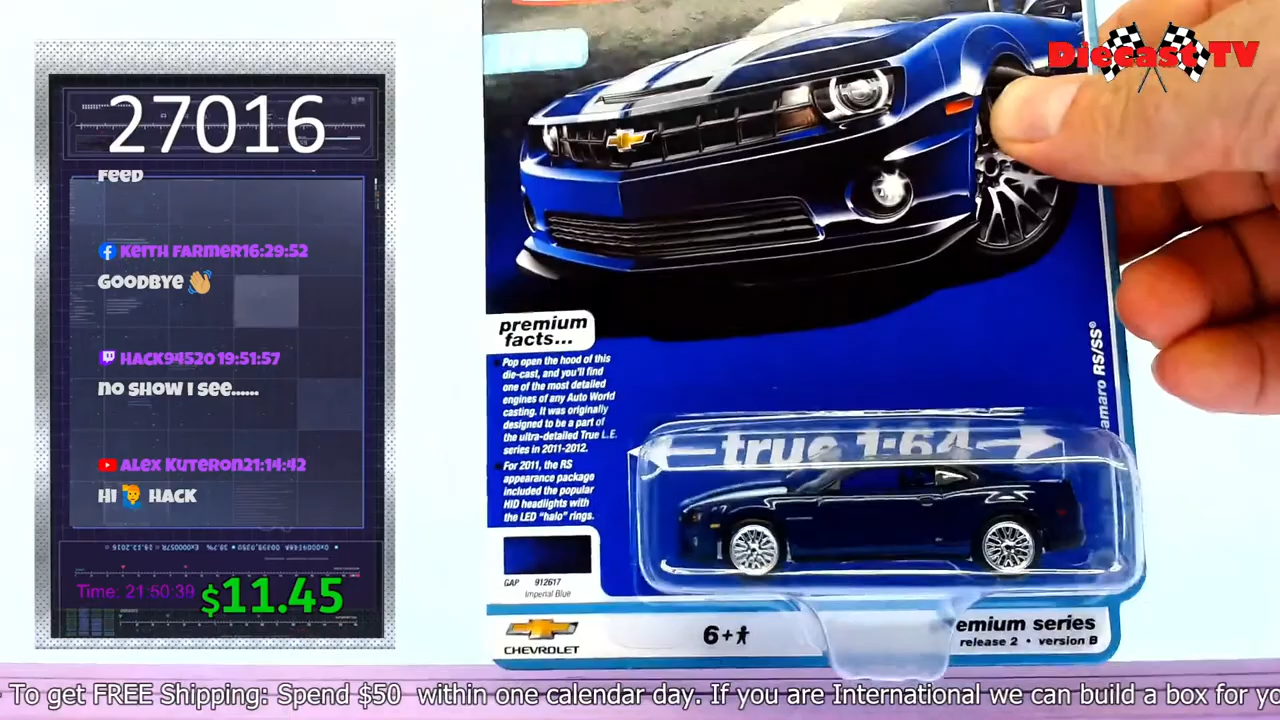 27016
FEED
Keith Farmer16:29:52
GOODBYE 👋
HACK94520 19:51:57
NO SHOW I SEE......
ALEX KUTERON21:14:42
HI 🙋 HACK
Time: 21:50:39
$11.45
Diecast TV
premium
facts...
Pop open the hood of this
die-cast, and you'll find
one of the most detailed
engines of any Auto World
casting. It was originally
designed to be a part of
the ultra-detailed True L.E.
series in 2011-2012.
For 2011, the RS
appearance package
included the popular
HID headlights with
the LED "halo" rings.
GAP 912617
Imperial Blue
true 1:64
amaro RS/SS®
CHEVROLET
6+
emium series
release 2 • version B
To get FREE Shipping: Spend $50 within one calendar day. If you are International we can build a box for yo